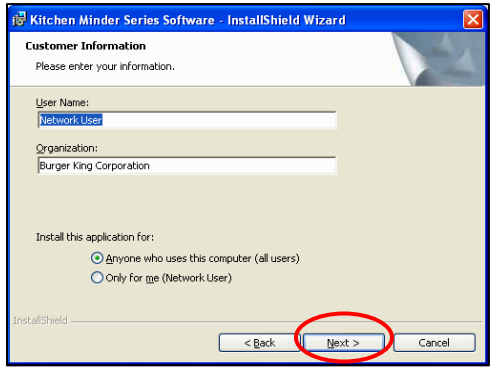 Kitchen Minder Series Software - InstallShield Wizard
Customer Information
Please enter your information.
User Name:
Network User
Organization:
Burger King Corporation
Install this application for:
Anyone who uses this computer (all users)
Only for me (Network User)
InstallShield
< Back Next > Cancel